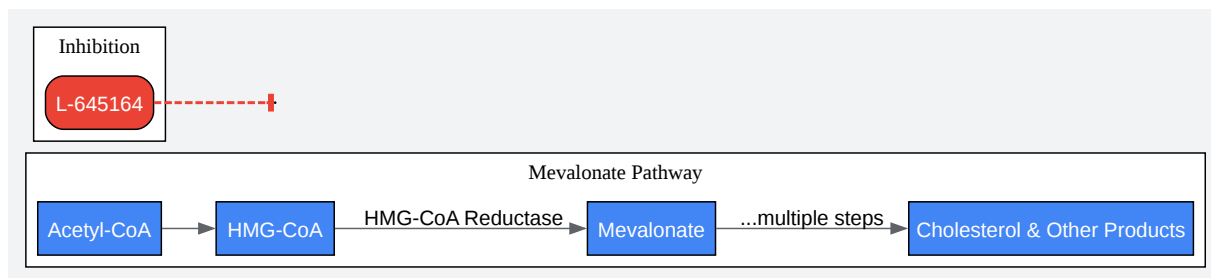 Inhibition
L-645164
Mevalonate Pathway
Acetyl-CoA
HMG-CoA
HMG-CoA Reductase
Mevalonate
...multiple steps
Cholesterol & Other Products